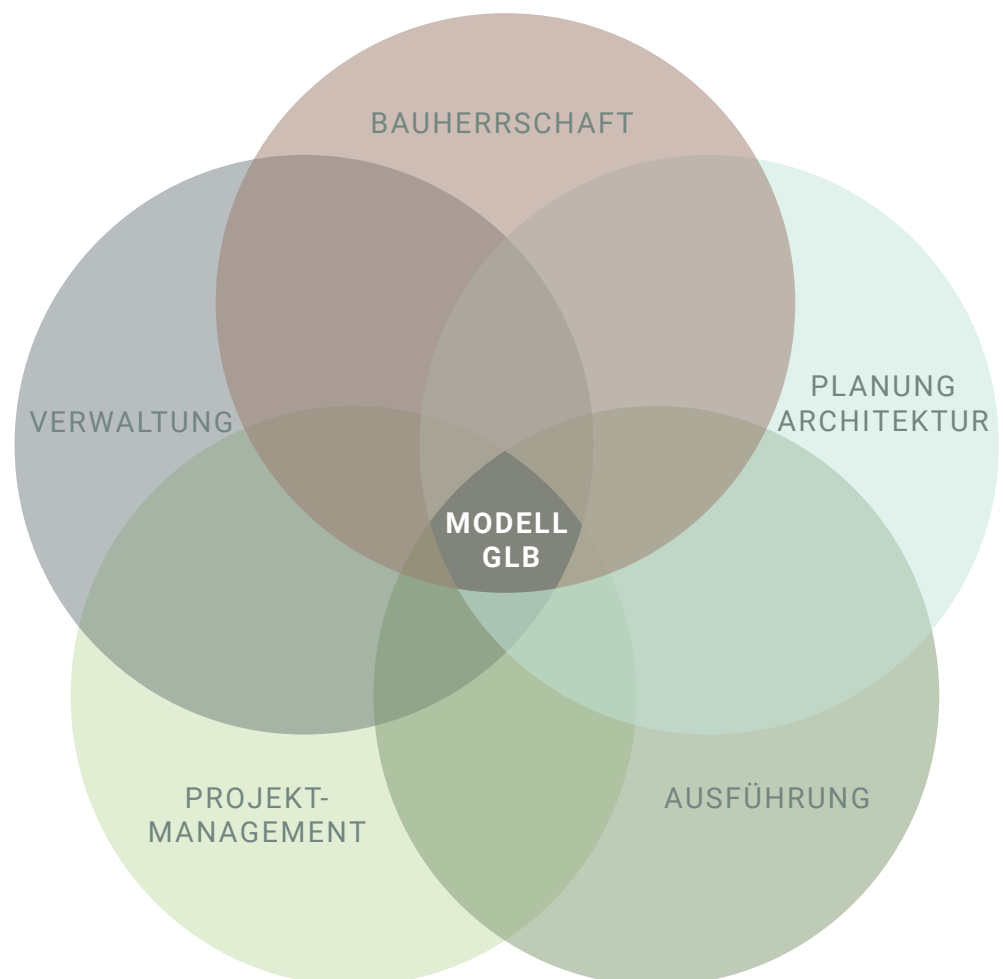 BAUHERRSCHAFT
PLANUNG
ARCHITEKTUR
VERWALTUNG
MODELL
GLB
PROJEKT-
MANAGEMENT
AUSFÜHRUNG